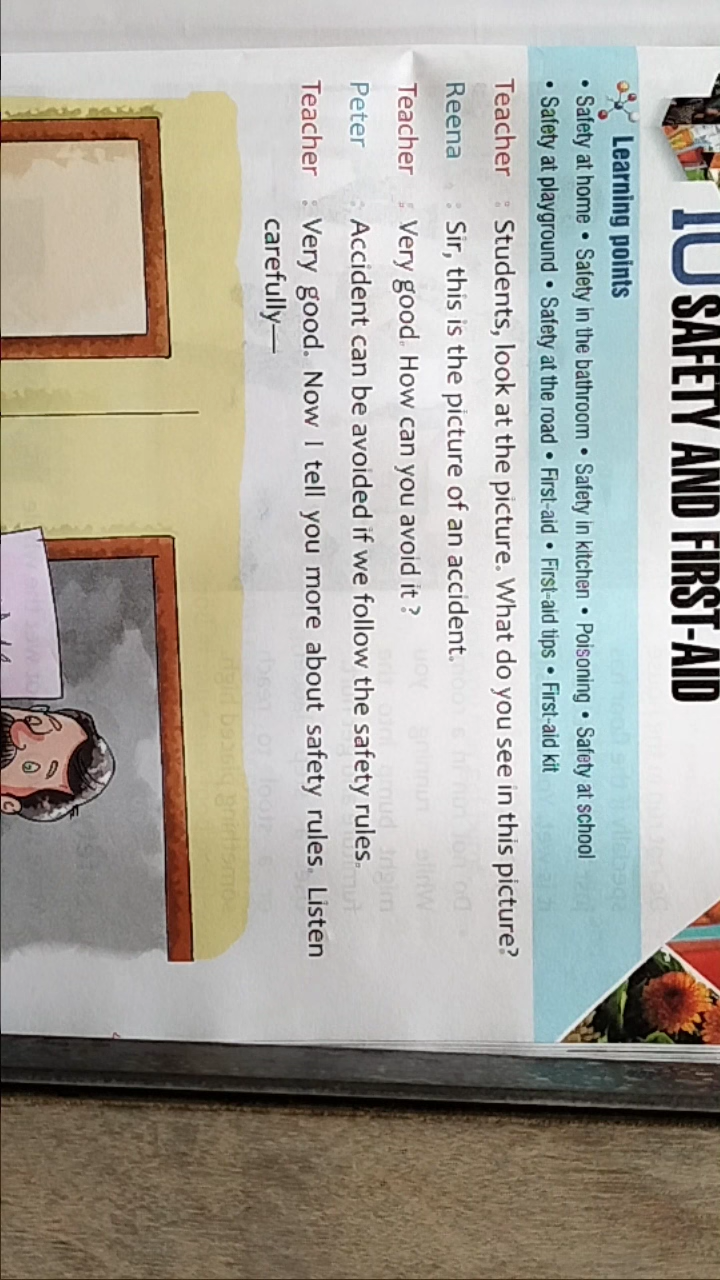 10 SAFETY AND FIRST-AID
Learning points
• Safety at home • Safety in the bathroom • Safety in kitchen • Poisoning • Safety at school
• Safety at playground • Safety at the road • First-aid • First-aid tips • First-aid kit
Teacher : Students, look at the picture. What do you see in this picture?
Reena : Sir, this is the picture of an accident.
Teacher : Very good. How can you avoid it ?
Peter : Accident can be avoided if we follow the safety rules.
Teacher : Very good. Now I tell you more about safety rules. Listen
carefully—